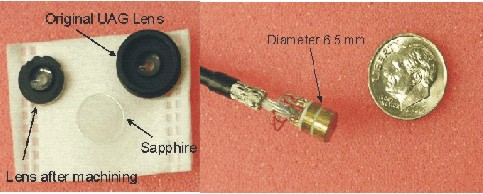 Original UAG Lens
Sapphire
Lens after machining
Diameter 6.5 mm